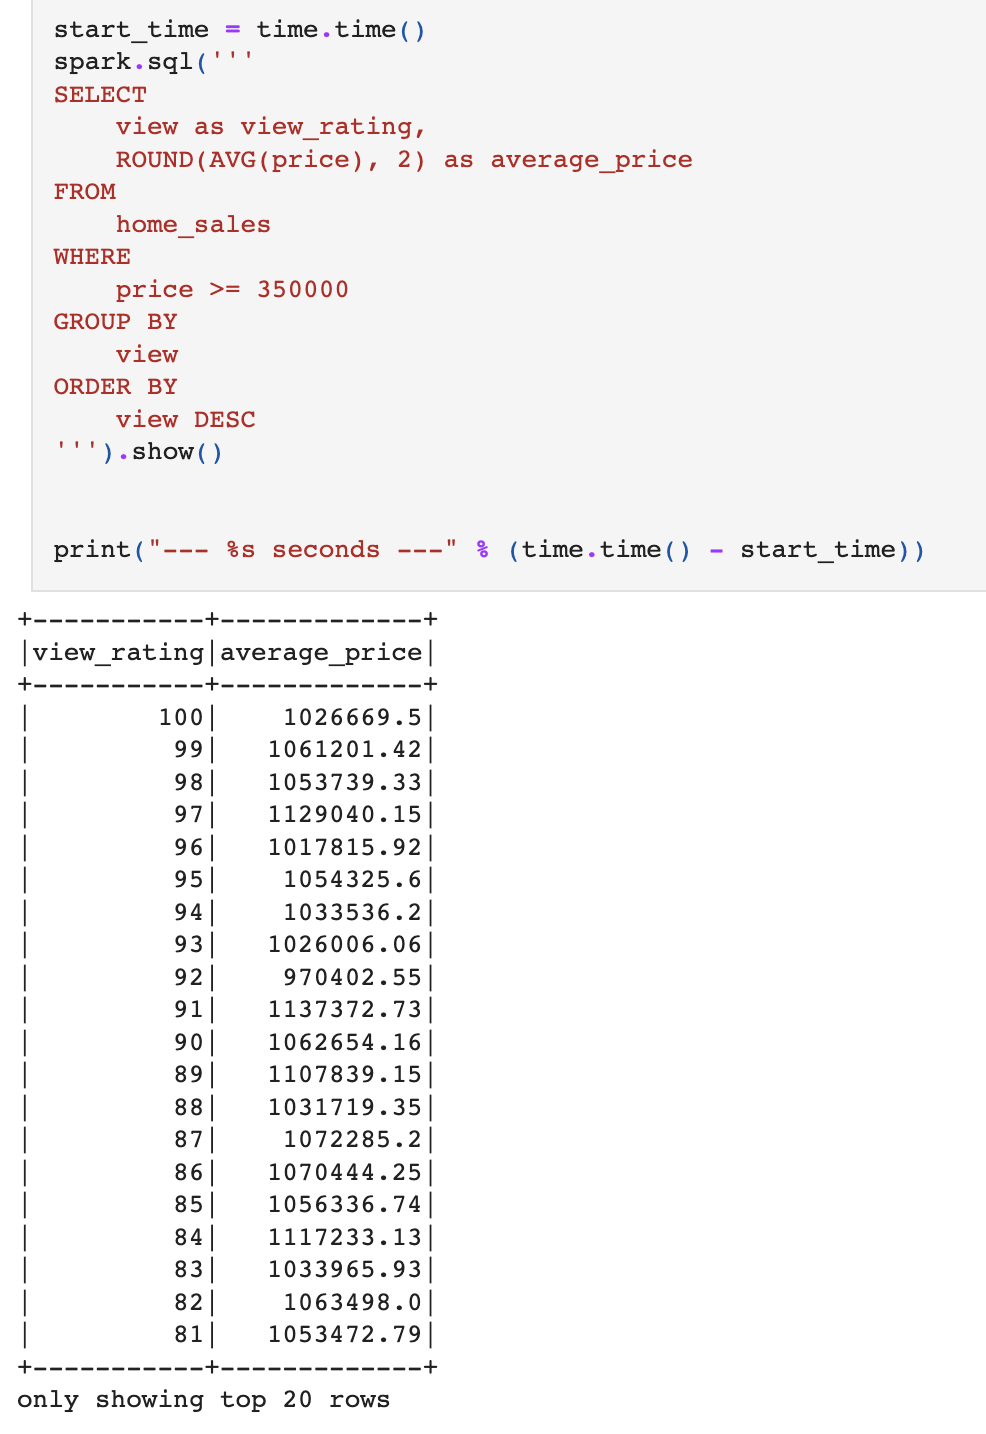 start_time = time.time()
spark.sql('''
SELECT
    view as view_rating,
    ROUND(AVG(price), 2) as average_price
FROM
    home_sales
WHERE
    price >= 350000
GROUP BY
    view
ORDER BY
    view DESC
''').show()
print("--- %s seconds ---" % (time.time() - start_time))
+-----------+-------------+
|view_rating|average_price|
+-----------+-------------+
|        100|    1026669.5|
|         99|   1061201.42|
|         98|   1053739.33|
|         97|   1129040.15|
|         96|   1017815.92|
|         95|    1054325.6|
|         94|    1033536.2|
|         93|   1026006.06|
|         92|    970402.55|
|         91|   1137372.73|
|         90|   1062654.16|
|         89|   1107839.15|
|         88|   1031719.35|
|         87|    1072285.2|
|         86|   1070444.25|
|         85|   1056336.74|
|         84|   1117233.13|
|         83|   1033965.93|
|         82|    1063498.0|
|         81|   1053472.79|
+-----------+-------------+
only showing top 20 rows